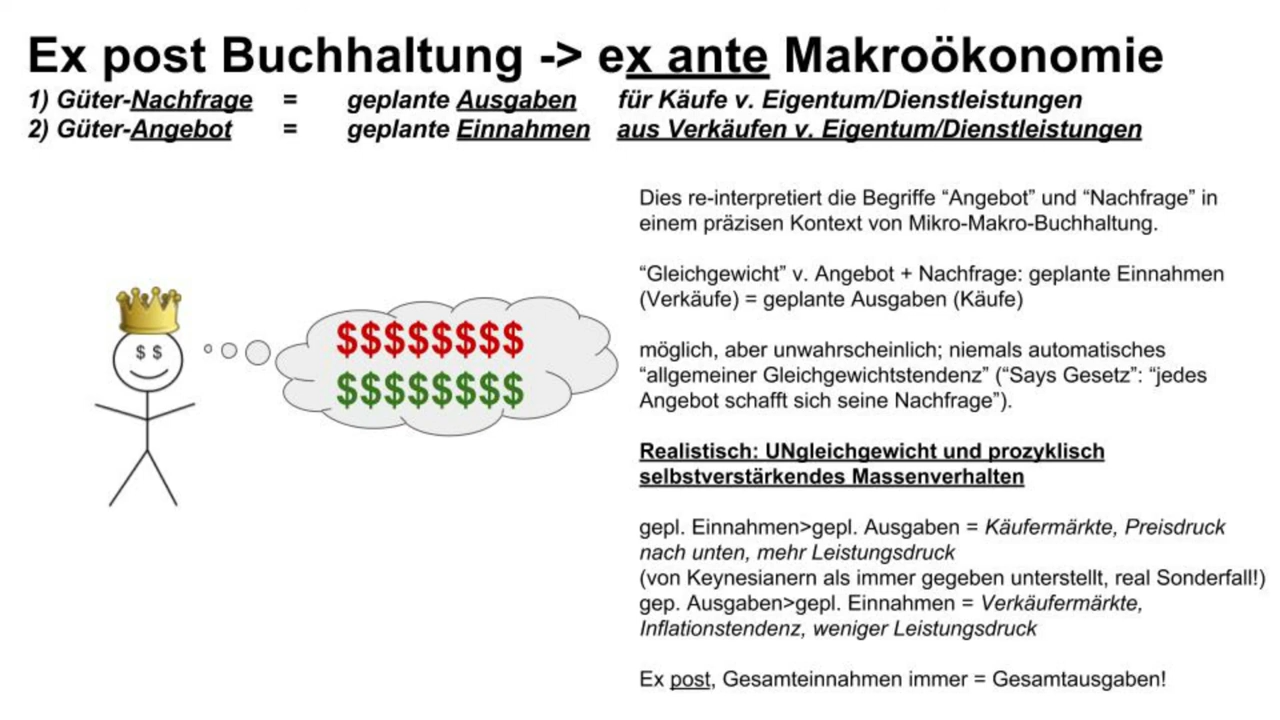 Ex post Buchhaltung -> ex ante Makroökonomie
1) Güter-Nachfrage = geplante Ausgaben für Käufe v. Eigentum/Dienstleistungen
2) Güter-Angebot = geplante Einnahmen aus Verkäufen v. Eigentum/Dienstleistungen
Dies re-interpretiert die Begriffe “Angebot” und “Nachfrage” in
einem präzisen Kontext von Mikro-Makro-Buchhaltung.
“Gleichgewicht” v. Angebot + Nachfrage: geplante Einnahmen
(Verkäufe) = geplante Ausgaben (Käufe)
$ $
$$$$$$$$
$$$$$$$$
möglich, aber unwahrscheinlich; niemals automatisches
“allgemeiner Gleichgewichtstendenz” (“Says Gesetz”: “jedes
Angebot schafft sich seine Nachfrage”).
Realistisch: UNgleichgewicht und prozyklisch
selbstverstärkendes Massenverhalten
gepl. Einnahmen>gepl. Ausgaben = Käufermärkte, Preisdruck
nach unten, mehr Leistungsdruck
(von Keynesianern als immer gegeben unterstellt, real Sonderfall!)
gep. Ausgaben>gepl. Einnahmen = Verkäufermärkte,
Inflationstendenz, weniger Leistungsdruck
Ex post, Gesamteinnahmen immer = Gesamtausgaben!